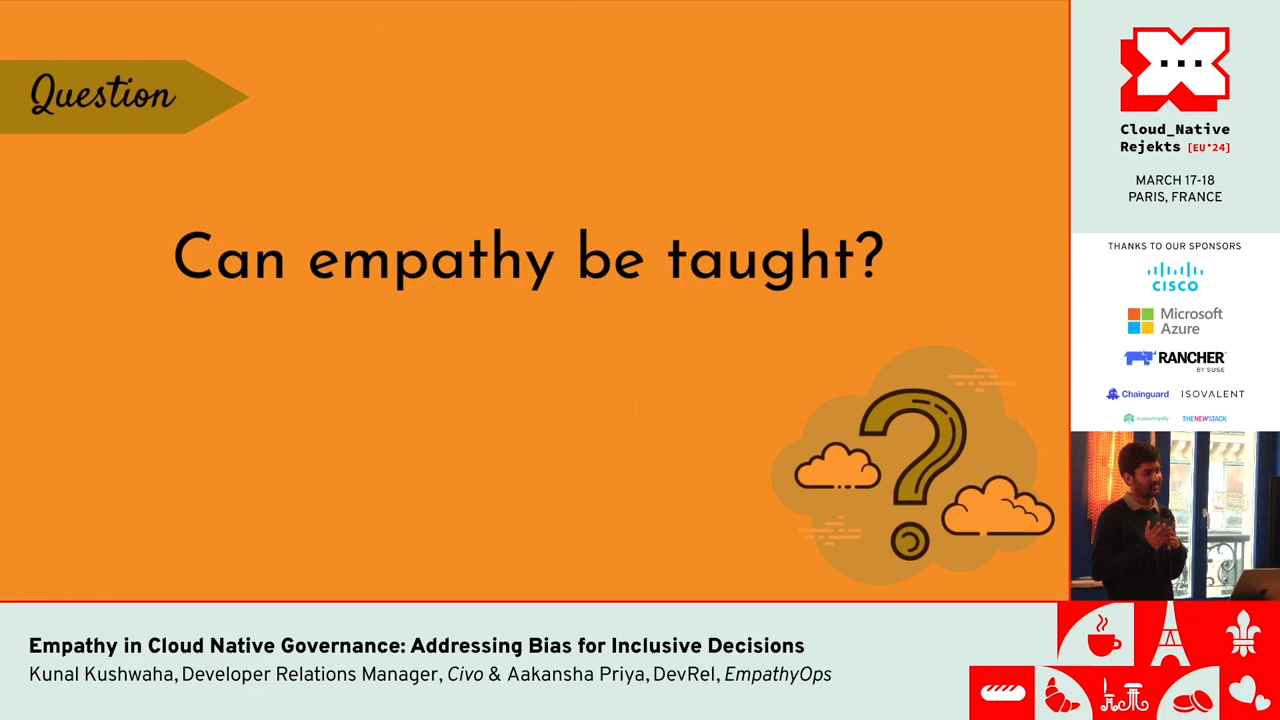 Question
Can empathy be taught?
Cloud_Native
Rejekts [EU'24]
MARCH 17-18
PARIS, FRANCE
THANKS TO OUR SPONSORS
CISCO
Microsoft
Azure
RANCHER
BY SUSE
Chainguard ISOVALENT
kubesimplify THENEWSTACK
Empathy in Cloud Native Governance: Addressing Bias for Inclusive Decisions
Kunal Kushwaha, Developer Relations Manager, Civo & Aakansha Priya, DevRel, EmpathyOps